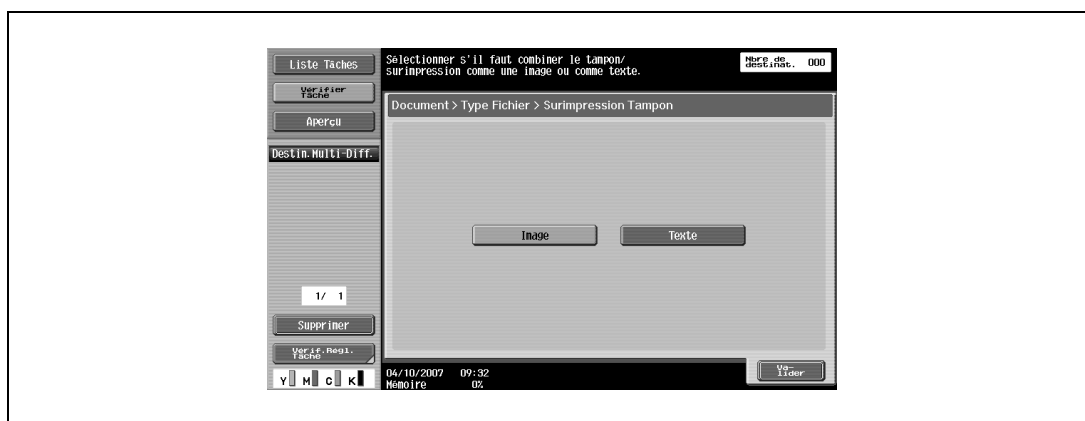 Liste Tâches
Vérifier
Tâche
Aperçu
Destin.Multi-Diff.
1/ 1
Supprimer
Vérif.Régl.
Tâche
Y M C K
Sélectionner s'il faut combiner le tampon/
surimpression comme une image ou comme texte.
Nbre de
destinat. 000
Document > Type Fichier > Surimpression Tampon
Image Texte
04/10/2007 09:32
Mémoire 0%
Va-
lider